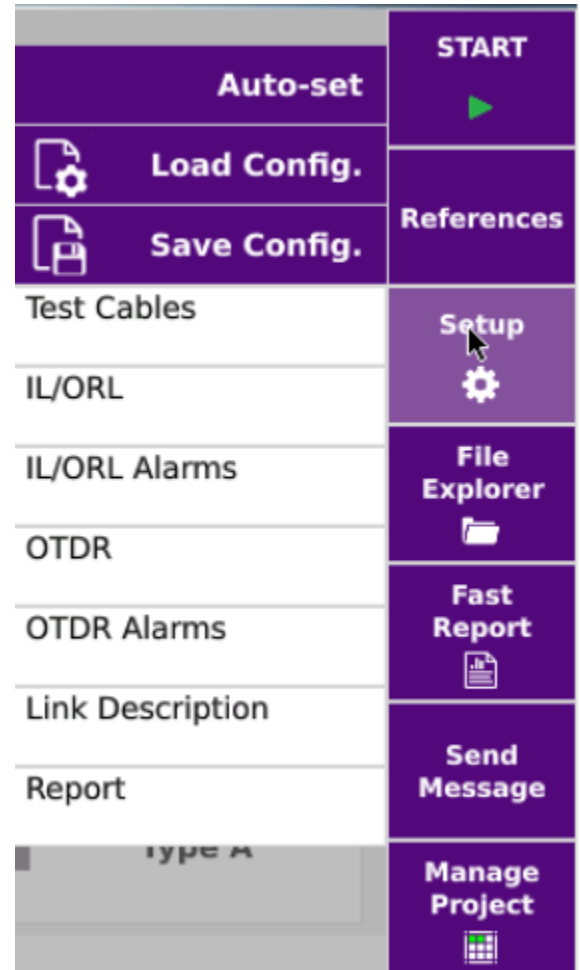 Auto-set
Load Config.
Save Config.
Test Cables
IL/ORL
IL/ORL Alarms
OTDR
OTDR Alarms
Link Description
Report
Type A
START
References
Setup
File
Explorer
Fast
Report
Send
Message
Manage
Project